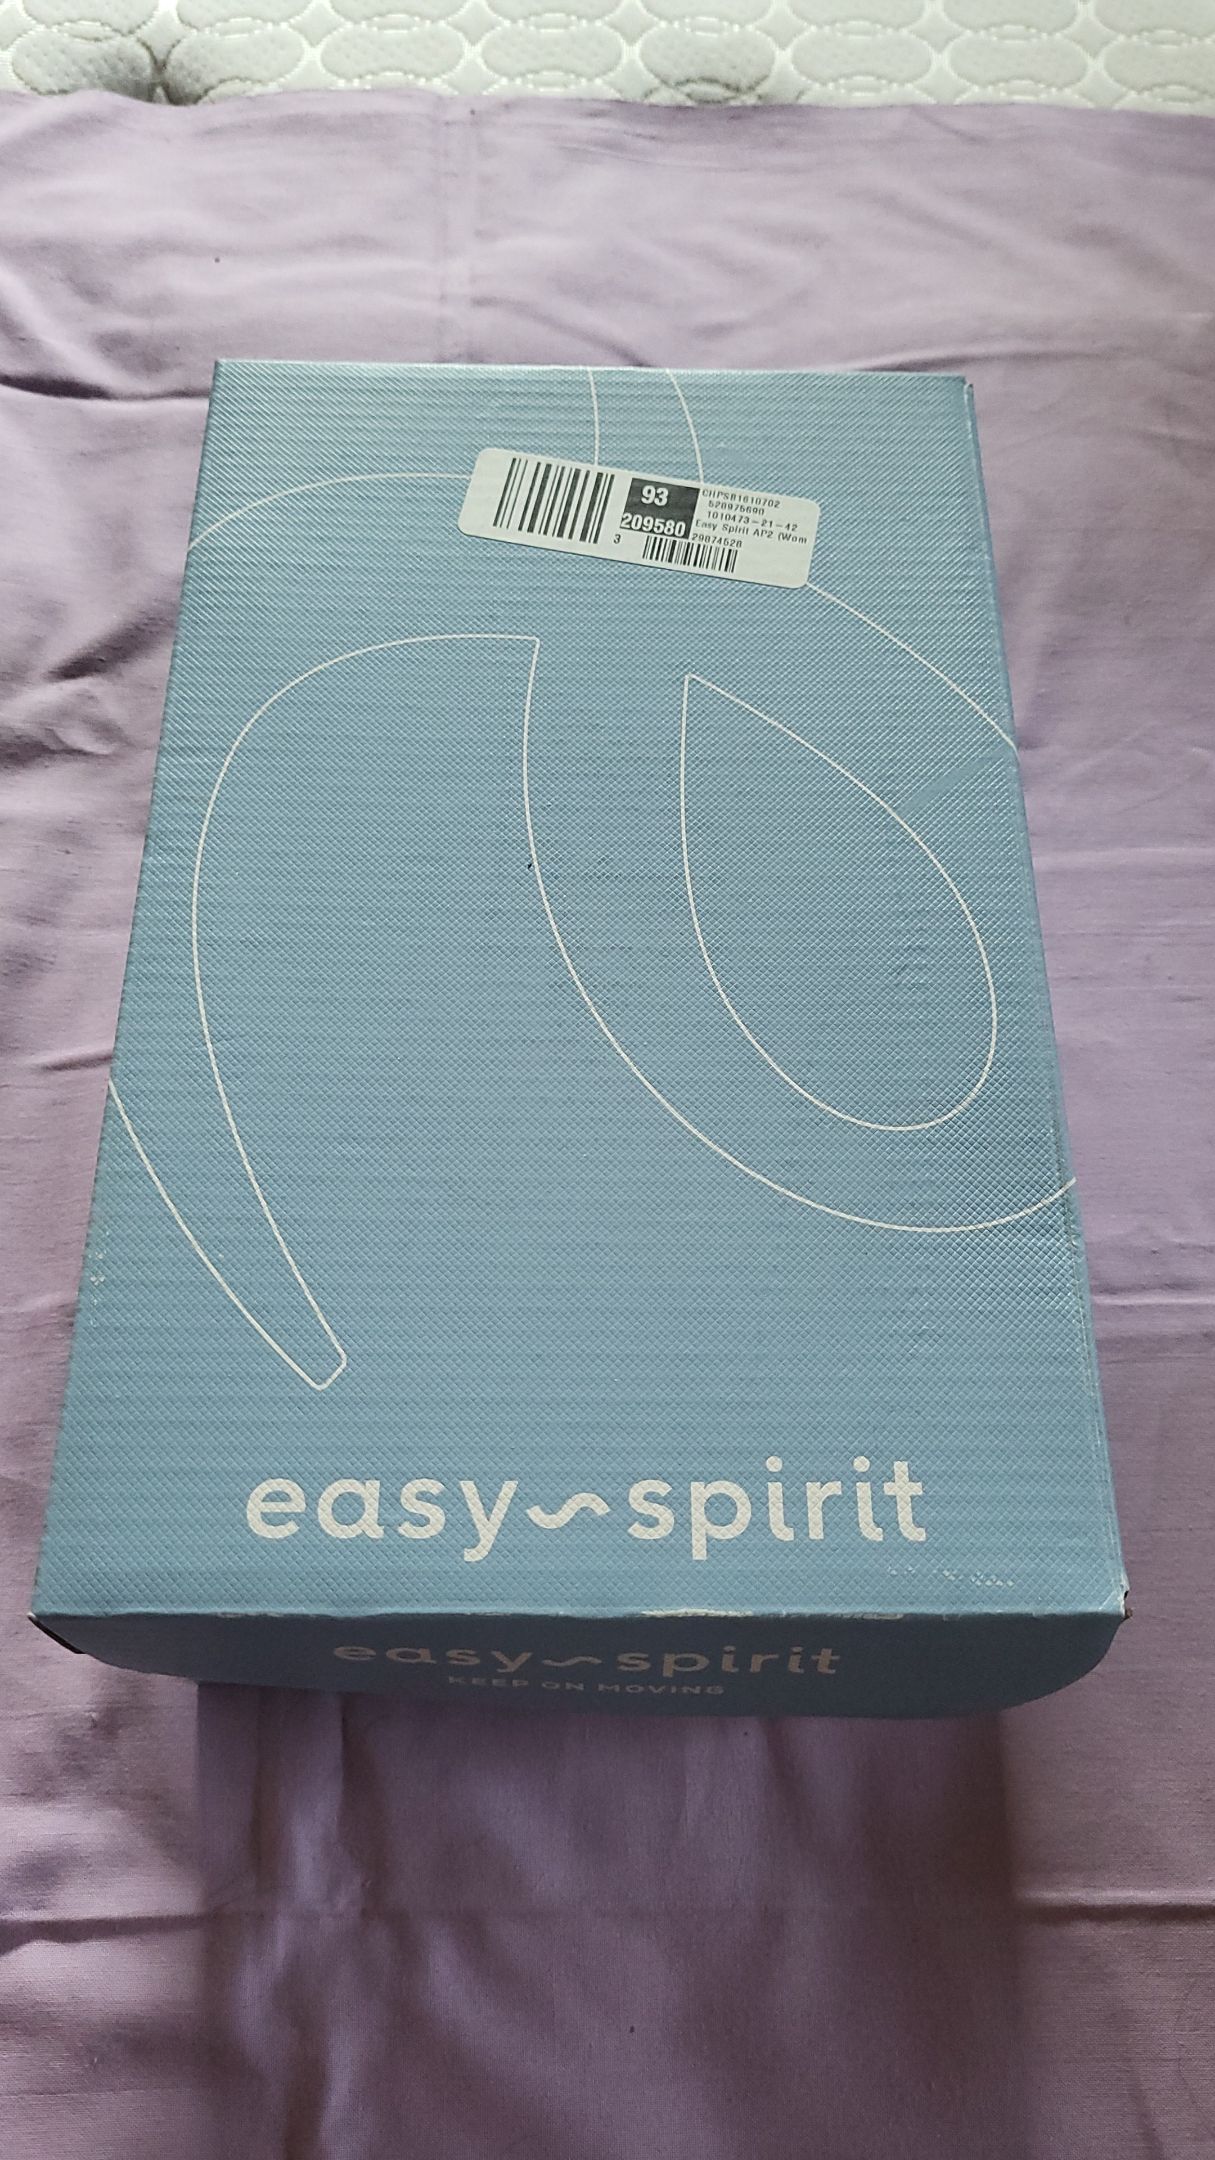 93
209580
3
CHPSB1610702
528975690
1010473-21-42
Easy Spirit AP2 (Wom
29874528
easy~spirit
easy~spirit
KEEP ON MOVING